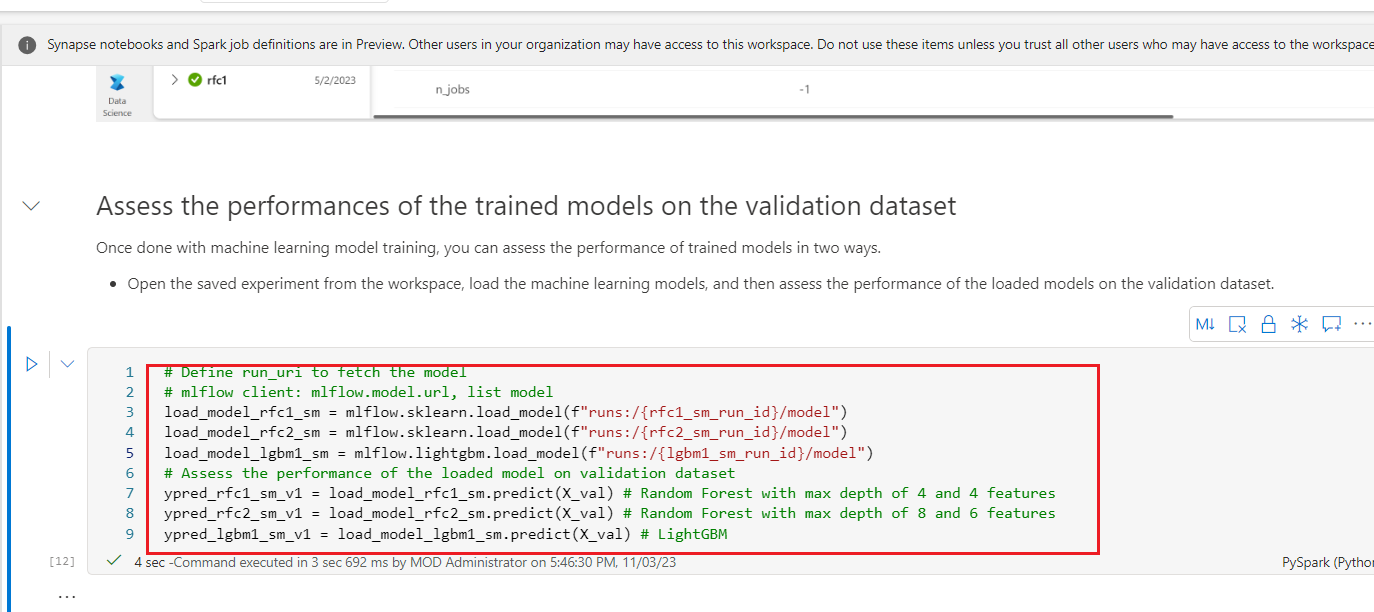 Synapse notebooks and Spark job definitions are in Preview. Other users in your organization may have access to this workspace. Do not use these items unless you trust all other users who may have access to the workspace
rfc1 5/2/2023
n_jobs -1
Data
Science
Assess the performances of the trained models on the validation dataset
Once done with machine learning model training, you can assess the performance of trained models in two ways.
• Open the saved experiment from the workspace, load the machine learning models, and then assess the performance of the loaded models on the validation dataset.
M↓ ...
1 # Define run_uri to fetch the model
2 # mlflow client: mlflow.model.url, list model
3 load_model_rfc1_sm = mlflow.sklearn.load_model(f"runs:/{rfc1_sm_run_id}/model")
4 load_model_rfc2_sm = mlflow.sklearn.load_model(f"runs:/{rfc2_sm_run_id}/model")
5 load_model_lgbm1_sm = mlflow.lightgbm.load_model(f"runs:/{lgbm1_sm_run_id}/model")
6 # Assess the performance of the loaded model on validation dataset
7 ypred_rfc1_sm_v1 = load_model_rfc1_sm.predict(X_val) # Random Forest with max depth of 4 and 4 features
8 ypred_rfc2_sm_v1 = load_model_rfc2_sm.predict(X_val) # Random Forest with max depth of 8 and 6 features
9 ypred_lgbm1_sm_v1 = load_model_lgbm1_sm.predict(X_val) # LightGBM
[12] 4 sec -Command executed in 3 sec 692 ms by MOD Administrator on 5:46:30 PM, 11/03/23 PySpark (Pytho
...